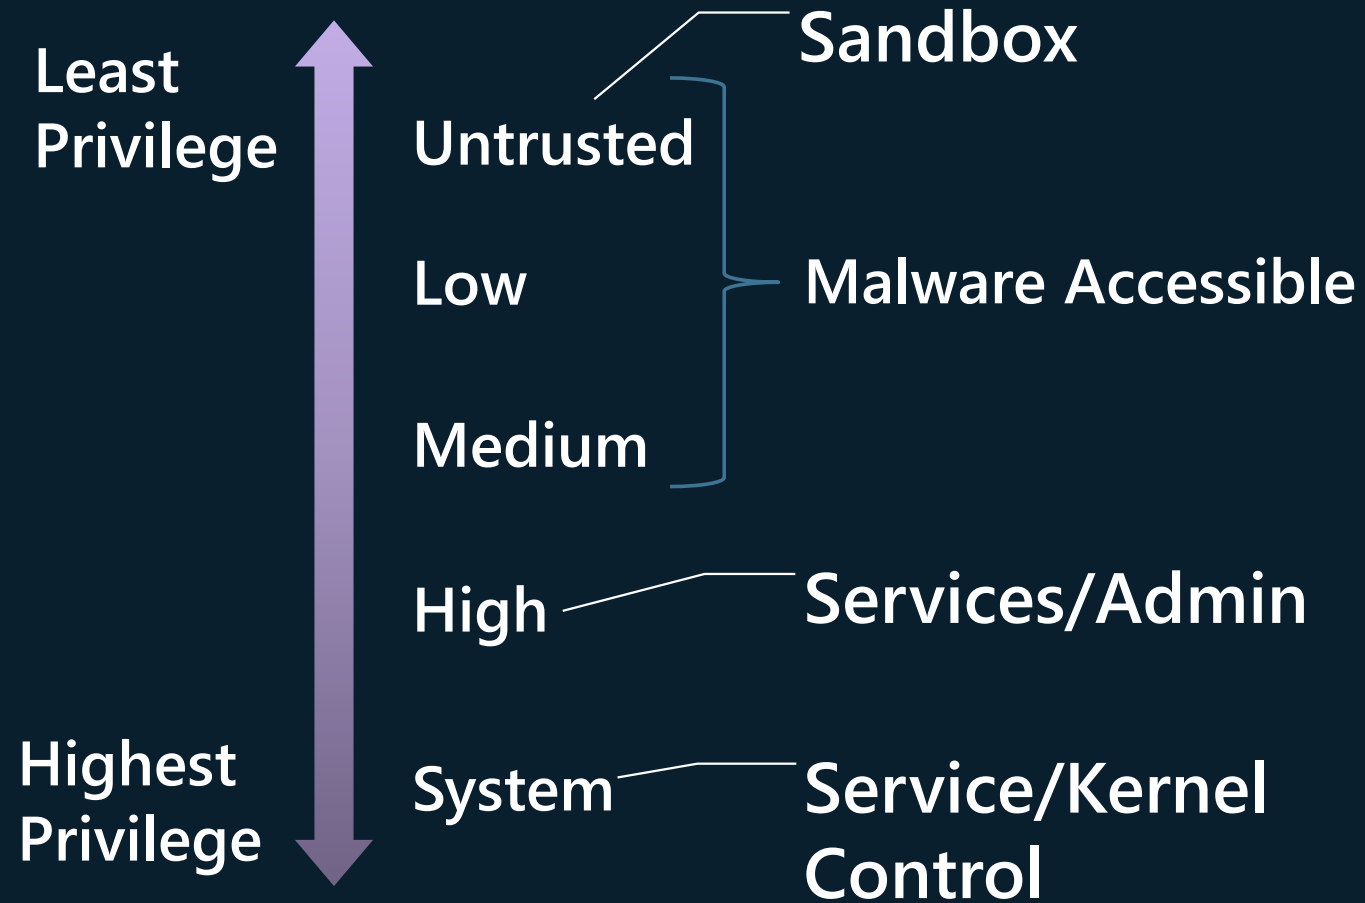 Sandbox
Least
Privilege
Untrusted
Low
Malware Accessible
Medium
High
Services/Admin
Highest
Privilege
System
Service/Kernel
Control